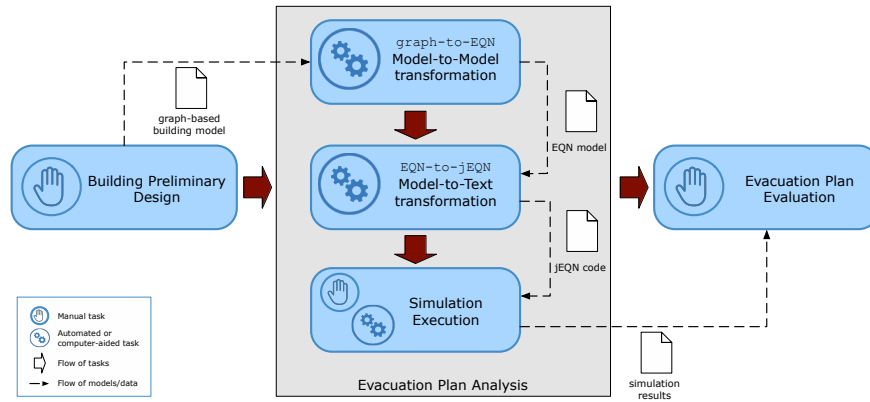 graph-to-EQN
Model-to-Model
transformation
graph-based
building model
EQN model
Building Preliminary
Design
EQN-to-jEQN
Model-to-Text
transformation
Evacuation Plan
Evaluation
jEQN code
Simulation
Execution
Manual task
Automated or
computer-aided task
Flow of tasks
Flow of models/data
Evacuation Plan Analysis
simulation
results